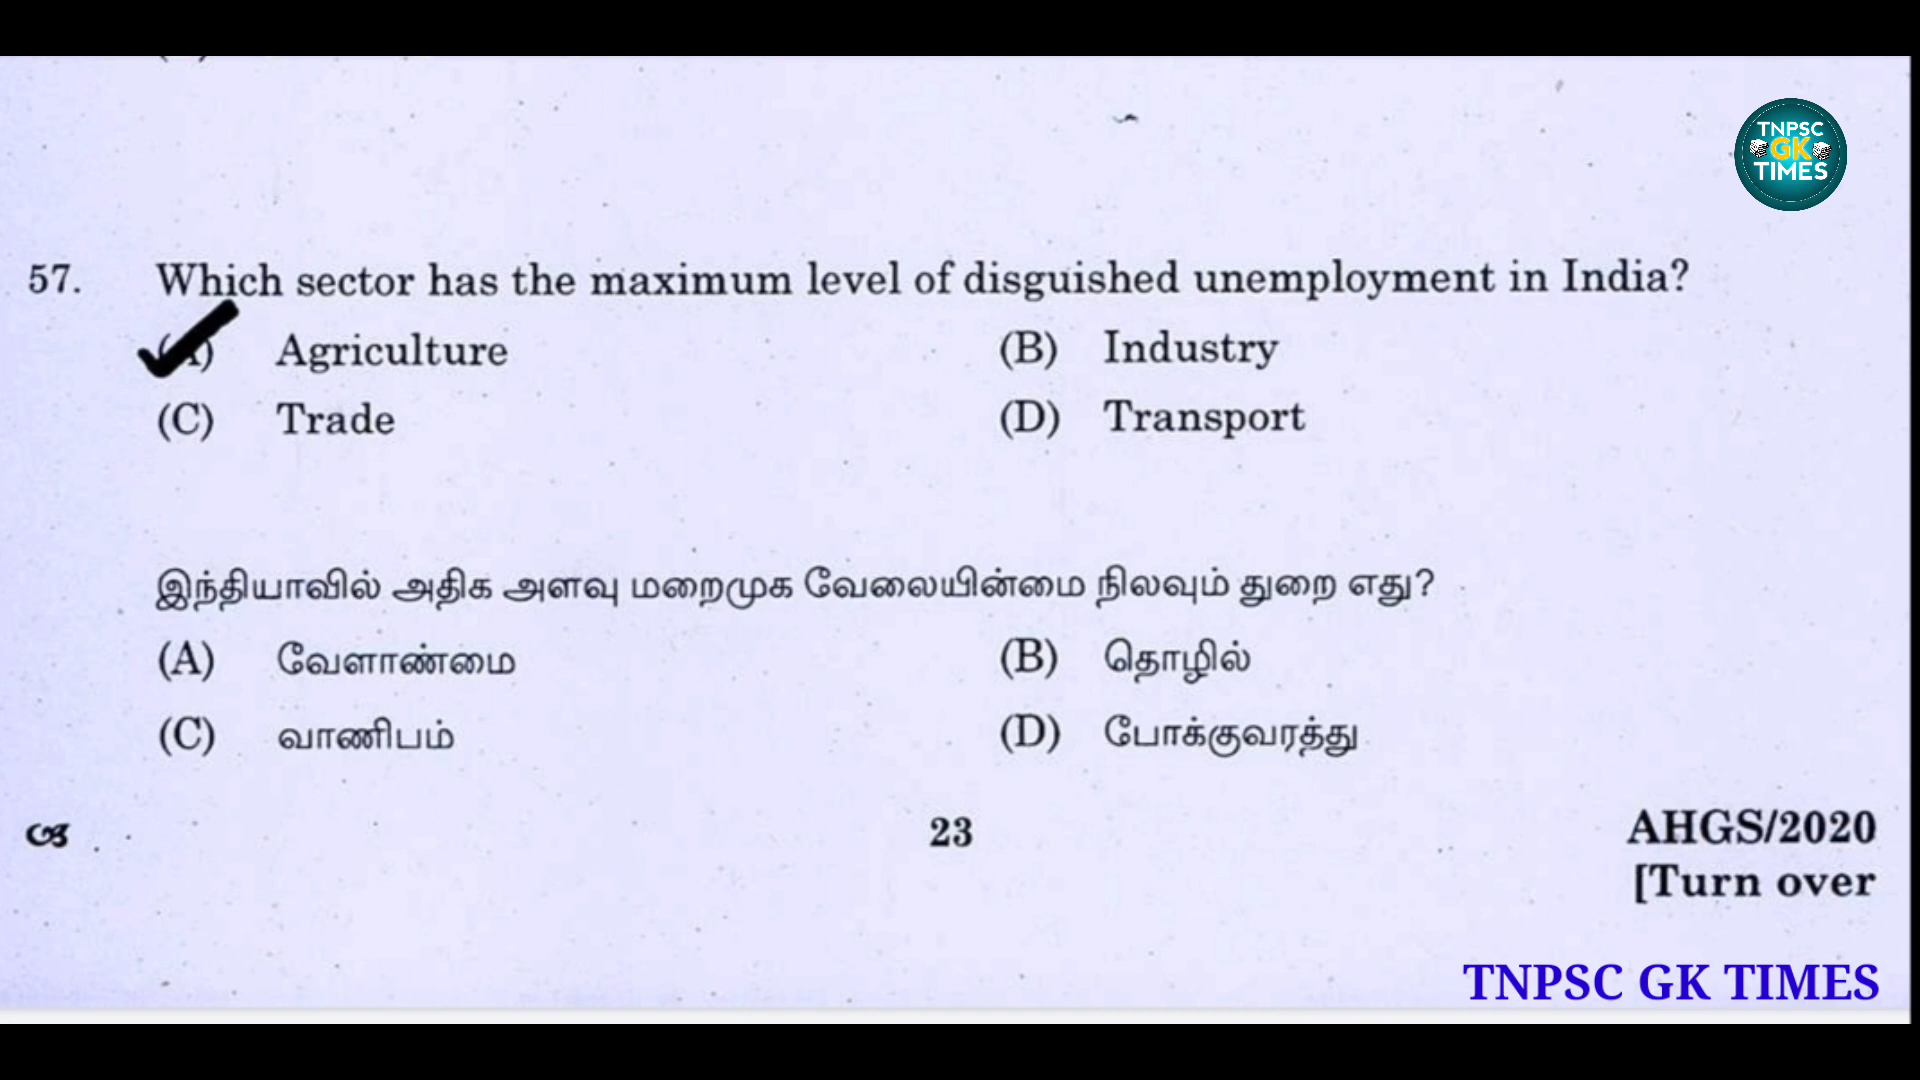 TNPSC
GK
TIMES
57. Which sector has the maximum level of disguished unemployment in India?
(A) Agriculture (B) Industry
(C) Trade (D) Transport
இந்தியாவில் அதிக அளவு மறைமுக வேலையின்மை நிலவும் துறை எது?
(A) வேளாண்மை (B) தொழில்
(C) வாணிபம் (D) போக்குவரத்து
23 AHGS/2020
[Turn over
TNPSC GK TIMES